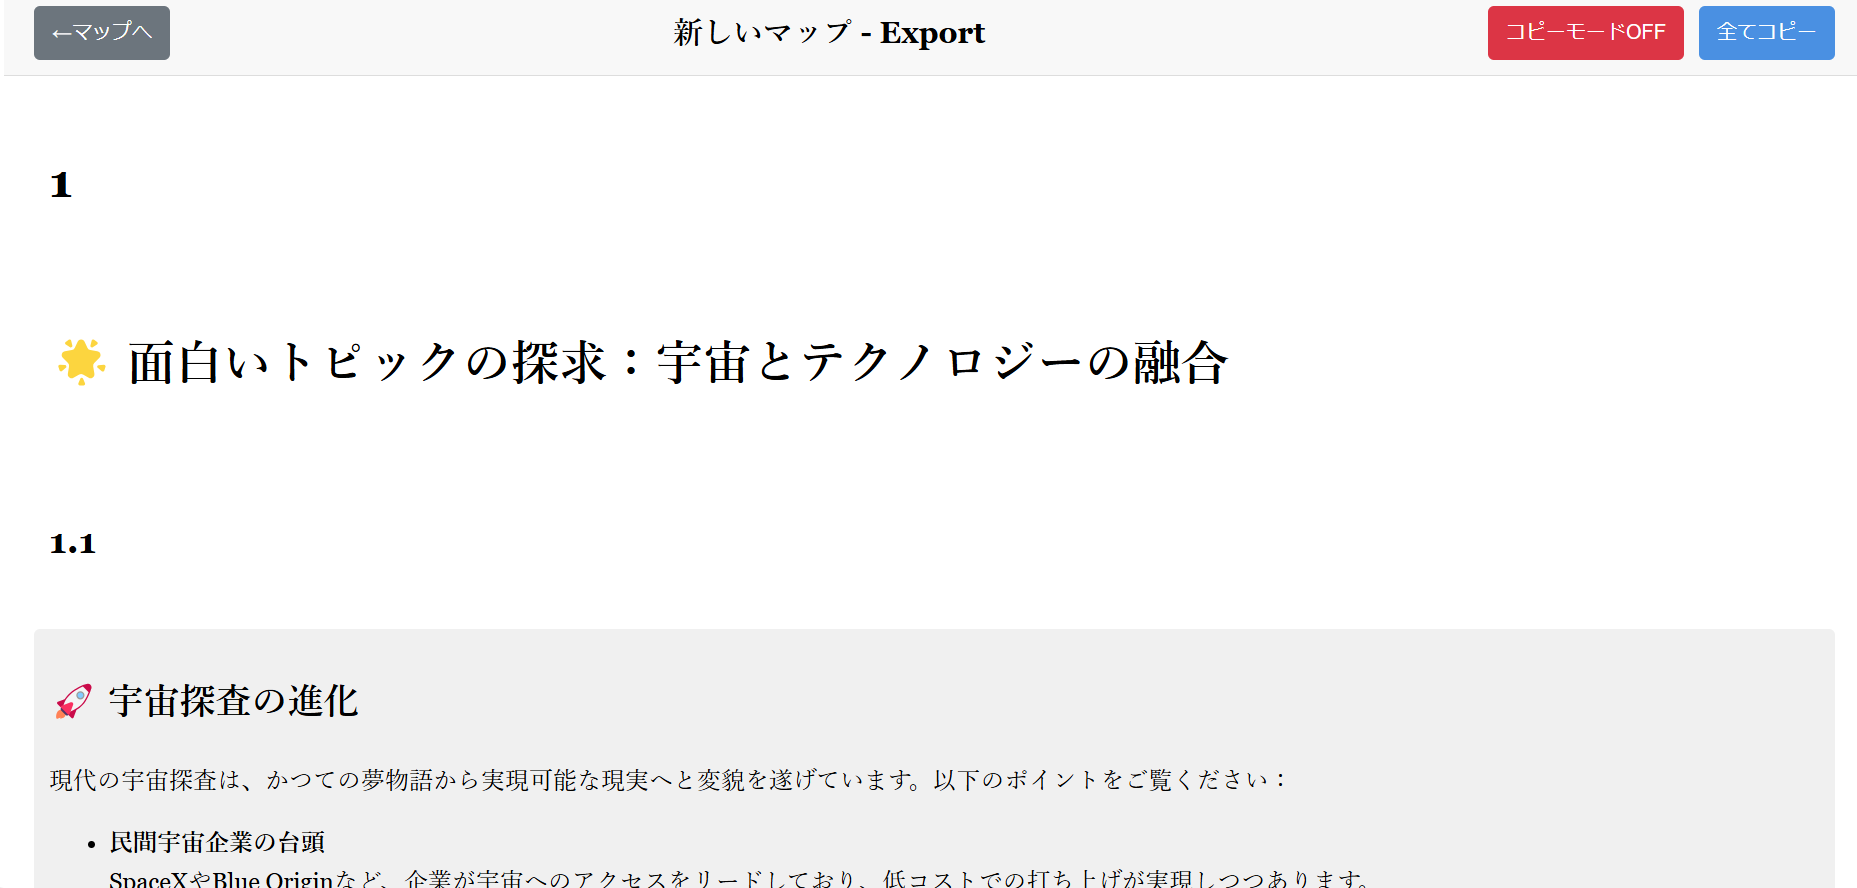 ←マップへ
新しいマップ - Export
コピーモードOFF
全てコピー
1
🌟 面白いトピックの探求：宇宙とテクノロジーの融合
1.1
🚀 宇宙探査の進化
現代の宇宙探査は、かつての夢物語から実現可能な現実へと変貌を遂げています。以下のポイントをご覧ください：
• 民間宇宙企業の台頭
SpaceXやBlue Originなど、企業が宇宙へのアクセスをリードしており、低コストでの打ち上げが実現しつつあります。